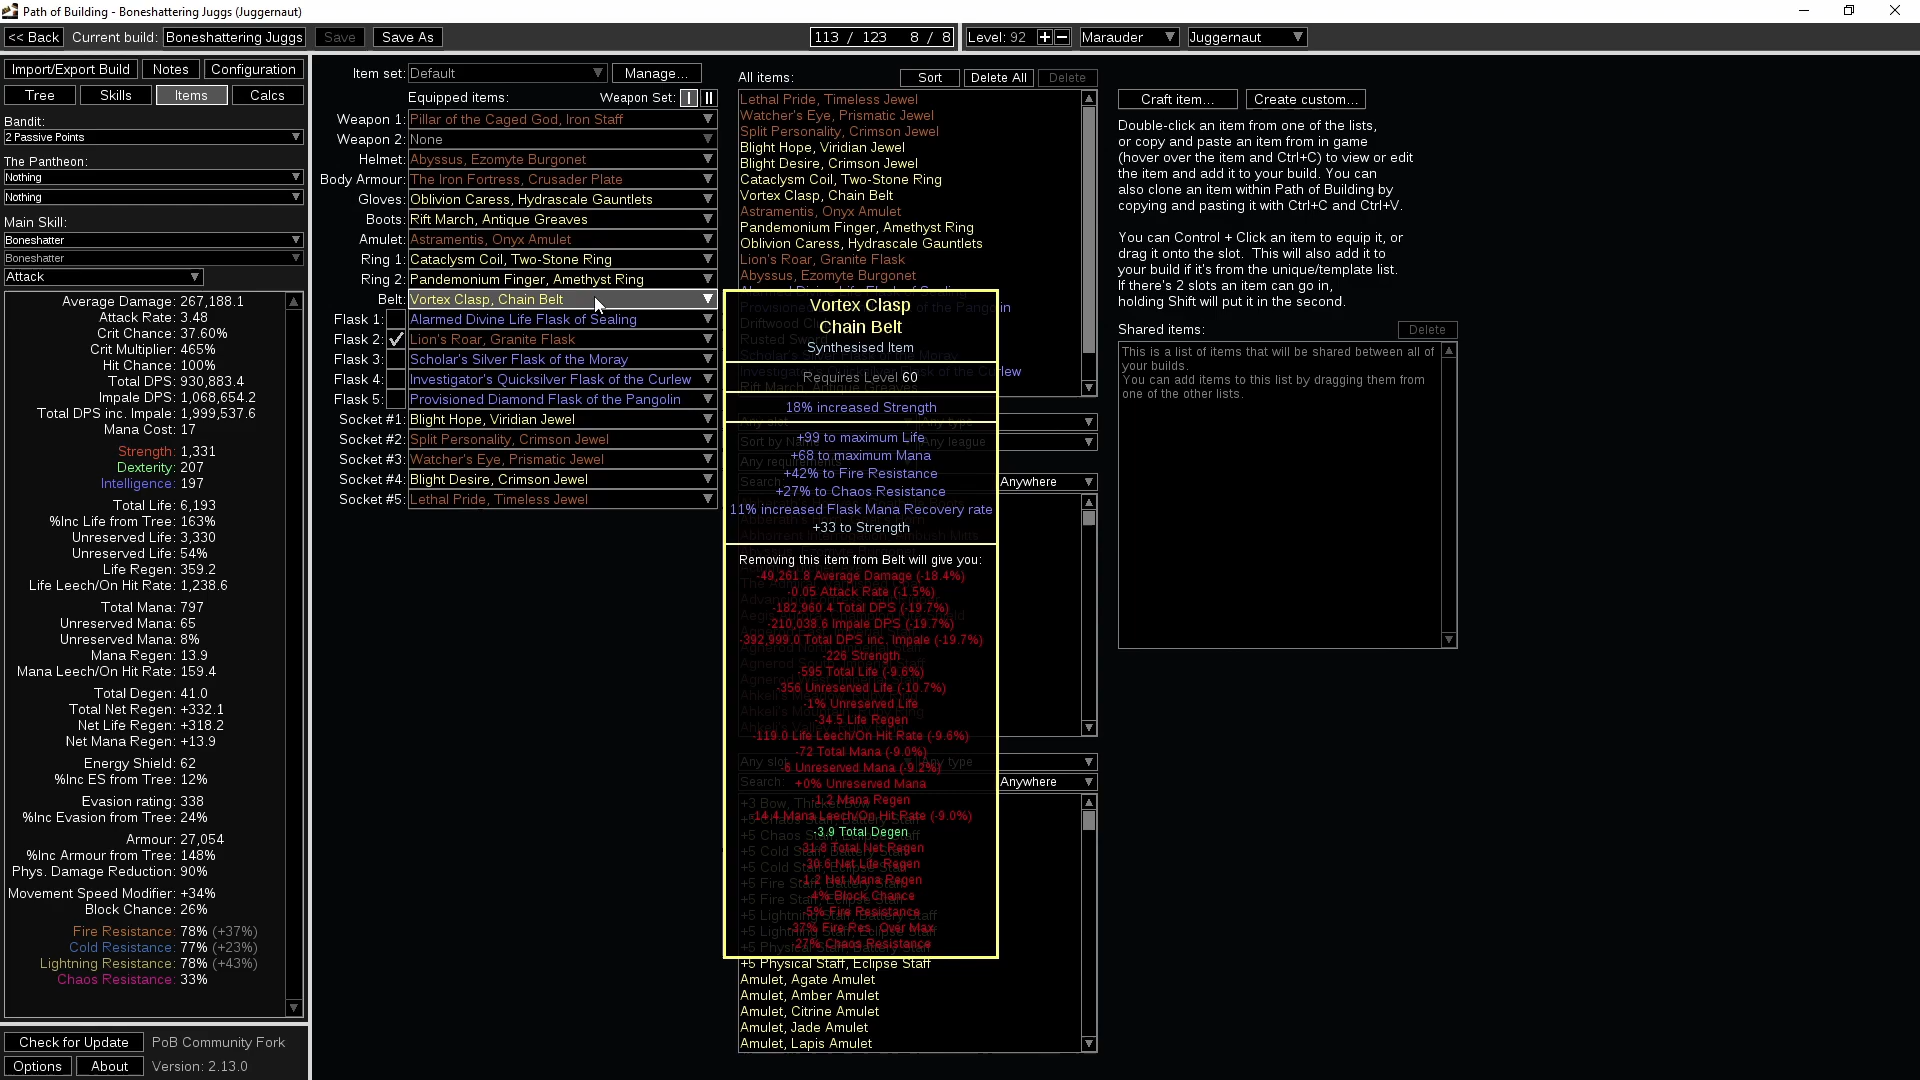 Path of Building - Boneshattering Juggs (Juggernaut)
<< Back Current build: Boneshattering Juggs Save Save As 113 / 123 8 / 8 Level: 92 + - Marauder Juggernaut
Import/Export Build Notes Configuration
Tree Skills Items Calcs
Bandit:
2 Passive Points
The Pantheon:
Nothing
Nothing
Main Skill:
Boneshatter
Boneshatter
Attack
Average Damage: 267,188.1
Attack Rate: 3.48
Crit Chance: 37.60%
Crit Multiplier: 465%
Hit Chance: 100%
Total DPS: 930,883.4
Impale DPS: 1,068,654.2
Total DPS inc. Impale: 1,999,537.6
Mana Cost: 17
Strength: 1,331
Dexterity: 207
Intelligence: 197
Total Life: 6,193
%Inc Life from Tree: 163%
Unreserved Life: 3,330
Unreserved Life: 54%
Life Regen: 359.2
Life Leech/On Hit Rate: 1,238.6
Total Mana: 797
Unreserved Mana: 65
Unreserved Mana: 8%
Mana Regen: 13.9
Mana Leech/On Hit Rate: 159.4
Total Degen: 41.0
Total Net Regen: +332.1
Net Life Regen: +318.2
Net Mana Regen: +13.9
Energy Shield: 62
%Inc ES from Tree: 12%
Evasion rating: 338
%Inc Evasion from Tree: 24%
Armour: 27,054
%Inc Armour from Tree: 148%
Phys. Damage Reduction: 90%
Movement Speed Modifier: +34%
Block Chance: 26%
Fire Resistance: 78% (+37%)
Cold Resistance: 77% (+23%)
Lightning Resistance: 78% (+43%)
Chaos Resistance: 33%
Check for Update PoB Community Fork
Options About Version: 2.13.0
Item set: Default Manage...
Equipped items: Weapon Set: I II
Weapon 1: Pillar of the Caged God, Iron Staff
Weapon 2: None
Helmet: Abyssus, Ezomyte Burgonet
Body Armour: The Iron Fortress, Crusader Plate
Gloves: Oblivion Caress, Hydrascale Gauntlets
Boots: Rift March, Antique Greaves
Amulet: Astramentis, Onyx Amulet
Ring 1: Cataclysm Coil, Two-Stone Ring
Ring 2: Pandemonium Finger, Amethyst Ring
Belt: Vortex Clasp, Chain Belt
Flask 1: Alarmed Divine Life Flask of Sealing
Flask 2: Lion's Roar, Granite Flask
Flask 3: Scholar's Silver Flask of the Moray
Flask 4: Investigator's Quicksilver Flask of the Curlew
Flask 5: Provisioned Diamond Flask of the Pangolin
Socket #1: Blight Hope, Viridian Jewel
Socket #2: Split Personality, Crimson Jewel
Socket #3: Watcher's Eye, Prismatic Jewel
Socket #4: Blight Desire, Crimson Jewel
Socket #5: Lethal Pride, Timeless Jewel
All items: Sort Delete All Delete
Lethal Pride, Timeless Jewel
Watcher's Eye, Prismatic Jewel
Split Personality, Crimson Jewel
Blight Hope, Viridian Jewel
Blight Desire, Crimson Jewel
Cataclysm Coil, Two-Stone Ring
Vortex Clasp, Chain Belt
Astramentis, Onyx Amulet
Pandemonium Finger, Amethyst Ring
Oblivion Caress, Hydrascale Gauntlets
Lion's Roar, Granite Flask
Abyssus, Ezomyte Burgonet
Vortex Clasp
Chain Belt
Synthesised Item
Requires Level 60
18% increased Strength
+99 to maximum Life
+68 to maximum Mana
+42% to Fire Resistance
+27% to Chaos Resistance
11% increased Flask Mana Recovery rate
+33 to Strength
Removing this item from Belt will give you:
-49,261.8 Average Damage (-18.4%)
-0.05 Attack Rate (-1.5%)
-182,960.4 Total DPS (-19.7%)
-210,038.6 Impale DPS (-19.7%)
-392,999.0 Total DPS inc. Impale (-19.7%)
-226 Strength
-595 Total Life (-9.6%)
-356 Unreserved Life (-10.7%)
-1% Unreserved Life
-34.5 Life Regen
-119.0 Life Leech/On Hit Rate (-9.6%)
-72 Total Mana (-9.0%)
-6 Unreserved Mana (-9.2%)
+0% Unreserved Mana
-1.2 Mana Regen
-14.4 Mana Leech/On Hit Rate (-9.0%)
-3.9 Total Degen
-31.8 Total Net Regen
-30.6 Net Life Regen
-1.2 Net Mana Regen
-4% Block Chance
-5% Fire Resistance
-37% Fire Res. Over Max
-27% Chaos Resistance
Anywhere
Anywhere
+5 Physical Staff, Eclipse Staff
Amulet, Agate Amulet
Amulet, Amber Amulet
Amulet, Citrine Amulet
Amulet, Jade Amulet
Amulet, Lapis Amulet
Craft item... Create custom...
Double-click an item from one of the lists,
or copy and paste an item from in game
(hover over the item and Ctrl+C) to view or edit
the item and add it to your build. You can
also clone an item within Path of Building by
copying and pasting it with Ctrl+C and Ctrl+V.
You can Control + Click an item to equip it, or
drag it onto the slot. This will also add it to
your build if it's from the unique/template list.
If there's 2 slots an item can go in,
holding Shift will put it in the second.
Shared items: Delete
This is a list of items that will be shared between all of
your builds.
You can add items to this list by dragging them from
one of the other lists.